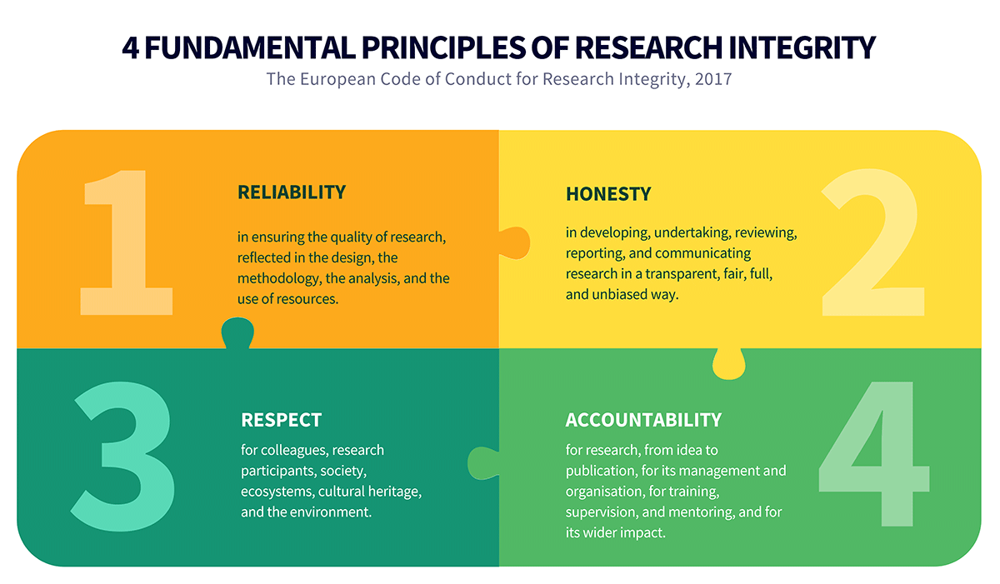 4 FUNDAMENTAL PRINCIPLES OF RESEARCH INTEGRITY
The European Code of Conduct for Research Integrity, 2017
1
RELIABILITY
in ensuring the quality of research,
reflected in the design, the
methodology, the analysis, and the
use of resources.
2
HONESTY
in developing, undertaking, reviewing,
reporting, and communicating
research in a transparent, fair, full,
and unbiased way.
3
RESPECT
for colleagues, research
participants, society,
ecosystems, cultural heritage,
and the environment.
4
ACCOUNTABILITY
for research, from idea to
publication, for its management and
organisation, for training,
supervision, and mentoring, and for
its wider impact.